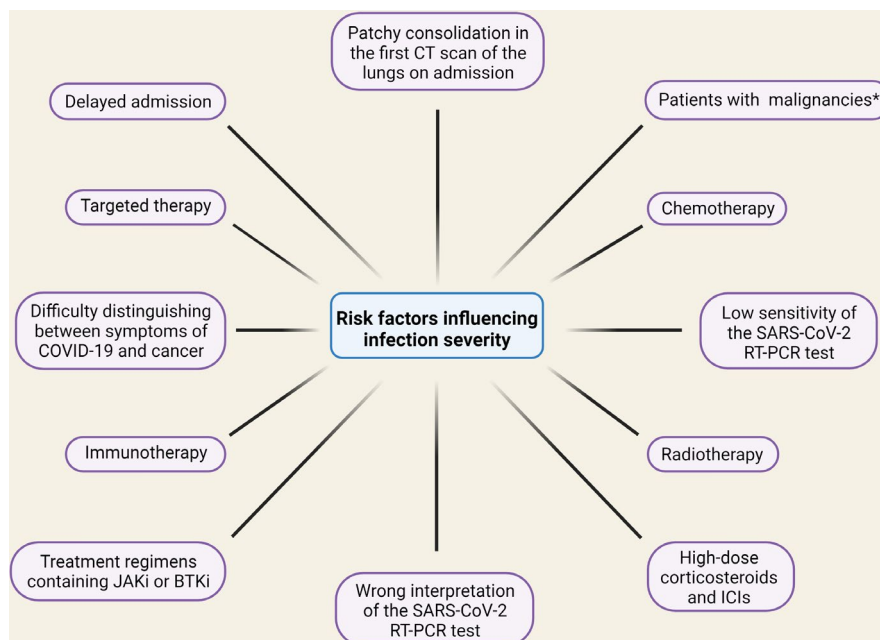 Patchy consolidation in
the first CT scan of the
lungs on admission
Delayed admission
Patients with malignancies*
Targeted therapy
Chemotherapy
Difficulty distinguishing
between symptoms of
COVID-19 and cancer
Risk factors influencing
infection severity
Low sensitivity of
the SARS-CoV-2
RT-PCR test
Immunotherapy
Radiotherapy
Treatment regimens
containing JAKi or BTKi
Wrong interpretation
of the SARS-CoV-2
RT-PCR test
High-dose
corticosteroids
and ICIs